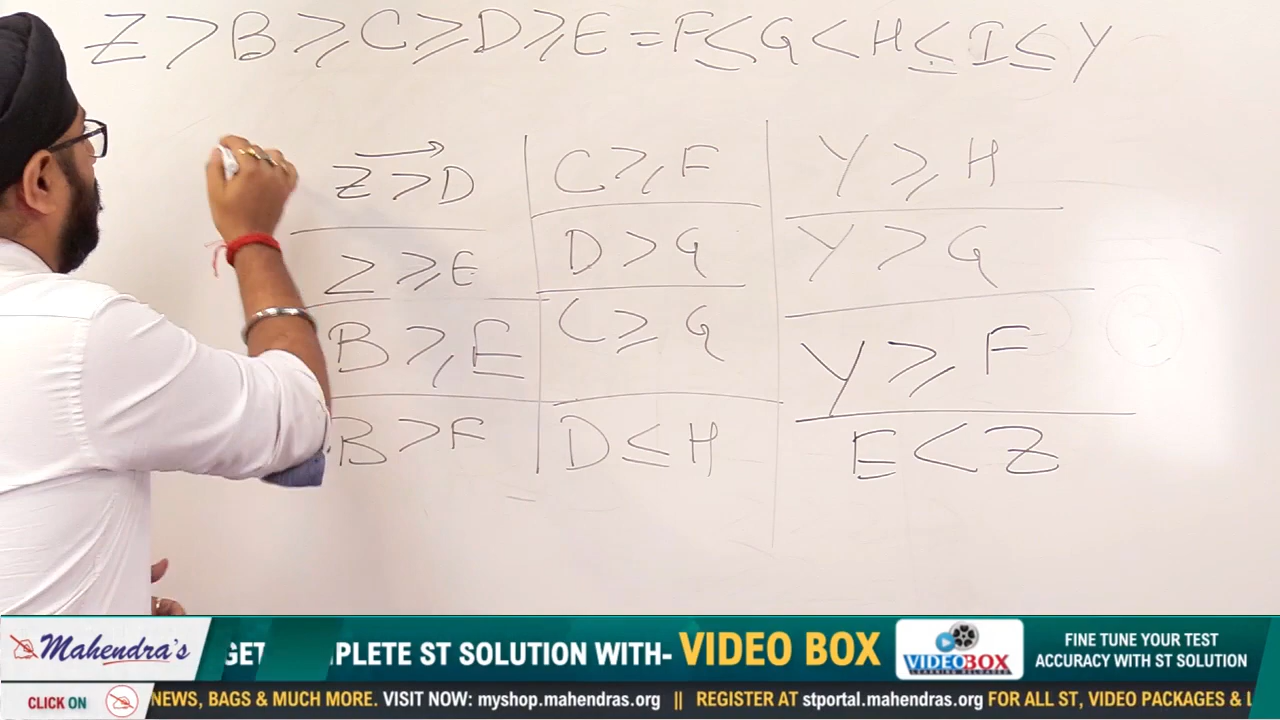 Z > B ≥ C ≥ D ≥ E = F ≤ G < H ≤ I ≤ Y
Z > D
Z ≥ E
B ≥ E
B > F
C ≥ F
D > G
C ≥ G
D ≤ H
Y ≥ H
Y > G
Y ≥ F
E < Z
Mahendra's
GET PLETE ST SOLUTION WITH- VIDEO BOX
VIDEOBOX
LEARNING RELOADED
FINE TUNE YOUR TEST
ACCURACY WITH ST SOLUTION
CLICK ON
NEWS, BAGS & MUCH MORE. VISIT NOW: myshop.mahendras.org || REGISTER AT stportal.mahendras.org FOR ALL ST, VIDEO PACKAGES & L